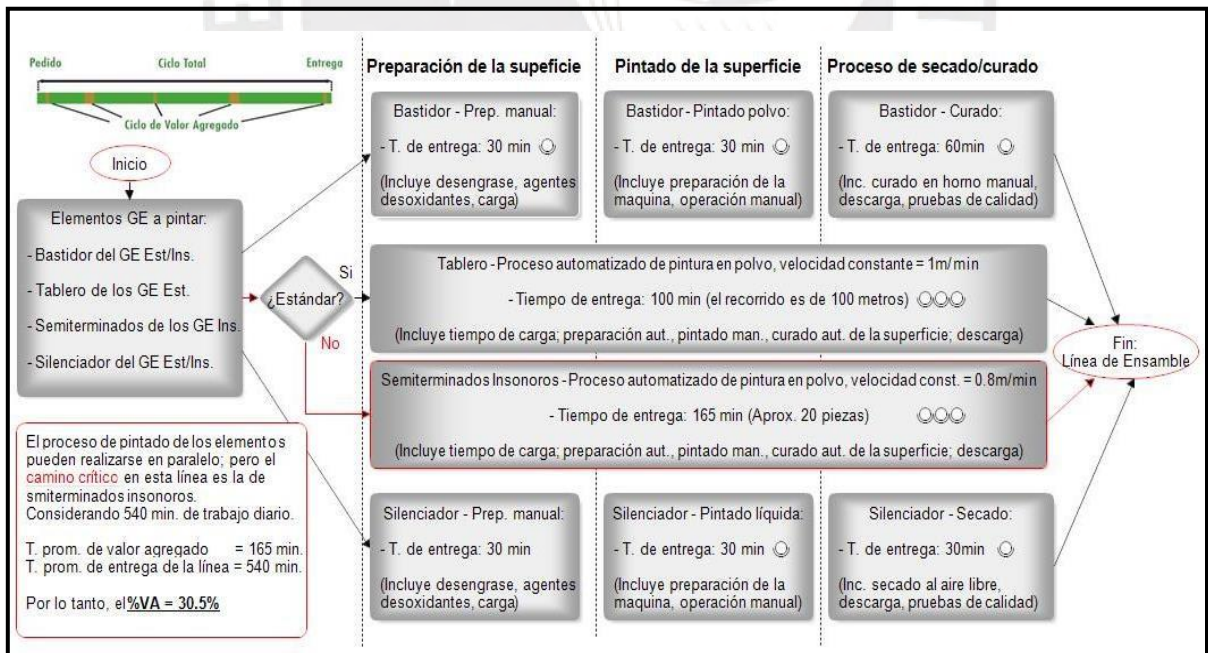 Pedido Ciclo Total Entrega
Ciclo de Valor Agregado
Inicio
Elementos GE a pintar:
- Bastidor del GE Est/Ins.
- Tablero de los GE Est.
- Semiterminados de los GE Ins.
- Silenciador del GE Est/Ins.
¿Estándar?
Si
No
El proceso de pintado de los elementos
pueden realizarse en paralelo; pero el
camino crítico en esta línea es la de
smiterminados insonoros.
Considerando 540 min. de trabajo diario.
T. prom. de valor agregado = 165 min.
T. prom. de entrega de la línea = 540 min.
Por lo tanto, el %VA = 30.5%
Preparación de la supeficie
Pintado de la superficie
Proceso de secado/curado
Bastidor - Prep. manual:
- T. de entrega: 30 min
(Incluye desengrase, agentes
desoxidantes, carga)
Bastidor - Pintado polvo:
- T. de entrega: 30 min
(Incluye preparación de la
maquina, operación manual)
Bastidor - Curado:
- T. de entrega: 60min
(Inc. curado en horno manual,
descarga, pruebas de calidad)
Tablero - Proceso automatizado de pintura en polvo, velocidad constante = 1m/min
- Tiempo de entrega: 100 min (el recorrido es de 100 metros)
(Incluye tiempo de carga; preparación aut., pintado man., curado aut. de la superficie; descarga)
Semiterminados Insonoros - Proceso automatizado de pintura en polvo, velocidad const. = 0.8m/min
- Tiempo de entrega: 165 min (Aprox. 20 piezas)
(Incluye tiempo de carga; preparación aut., pintado man., curado aut. de la superficie; descarga)
Silenciador - Prep. manual:
- T. de entrega: 30 min
(Incluye desengrase, agentes
desoxidantes, carga)
Silenciador - Pintado líquida:
- T. de entrega: 30 min
(Incluye preparación de la
maquina, operación manual)
Silenciador - Secado:
- T. de entrega: 30min
(Inc. secado al aire libre,
descarga, pruebas de calidad)
Fin:
Línea de Ensamble